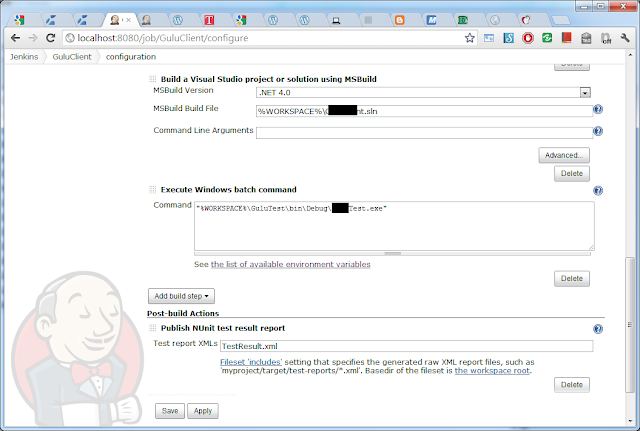 localhost:8080/job/GuluClient/configure
off
Jenkins GuluClient configuration
Delete
Build a Visual Studio project or solution using MSBuild
MSBuild Version .NET 4.0
MSBuild Build File %WORKSPACE%\ nt.sln
Command Line Arguments
Advanced...
Delete
Execute Windows batch command
Command "%WORKSPACE%\GuluTest\bin\Debug\ Test.exe"
See the list of available environment variables
Delete
Add build step
Post-build Actions
Publish NUnit test result report
Test report XMLs TestResult.xml
Fileset 'includes' setting that specifies the generated raw XML report files, such as
'myproject/target/test-reports/*.xml'. Basedir of the fileset is the workspace root.
Delete
Save Apply